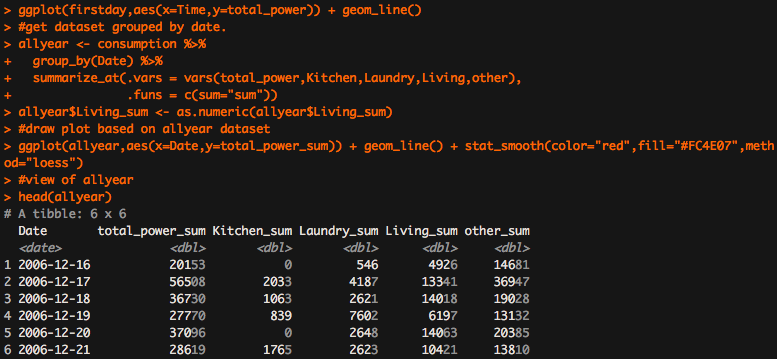 > ggplot(firstday,aes(x=Time,y=total_power)) + geom_line()
> #get dataset grouped by date.
> allyear <- consumption %>%
+   group_by(Date) %>%
+   summarize_at(.vars = vars(total_power,Kitchen,Laundry,Living,other),
+                .funs = c(sum="sum"))
> allyear$Living_sum <- as.numeric(allyear$Living_sum)
> #draw plot based on allyear dataset
> ggplot(allyear,aes(x=Date,y=total_power_sum)) + geom_line() + stat_smooth(color="red",fill="#FC4E07",meth
od="loess")
> #view of allyear
> head(allyear)
# A tibble: 6 x 6
  Date       total_power_sum Kitchen_sum Laundry_sum Living_sum other_sum
  <date>               <dbl>       <dbl>       <dbl>      <dbl>     <dbl>
1 2006-12-16           20153           0         546       4926     14681
2 2006-12-17           56508        2033        4187      13341     36947
3 2006-12-18           36730        1063        2621      14018     19028
4 2006-12-19           27770         839        7602       6197     13132
5 2006-12-20           37096           0        2648      14063     20385
6 2006-12-21           28619        1765        2623      10421     13810